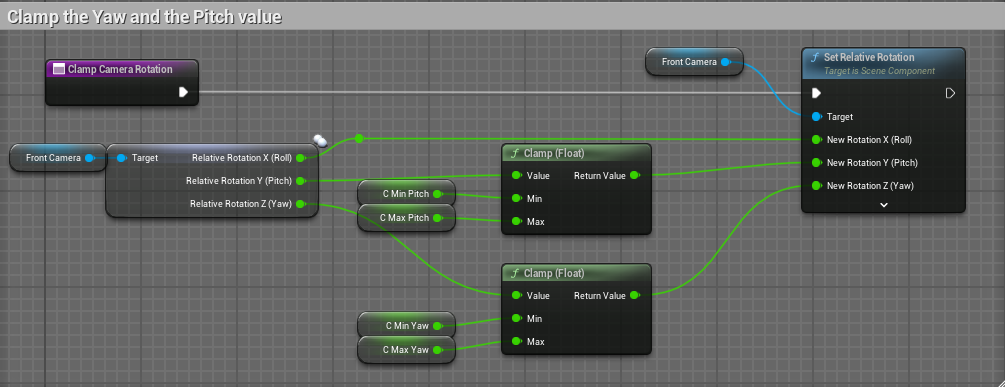 Clamp the Yaw and the Pitch value
Clamp Camera Rotation
Front Camera
Set Relative Rotation
Target is Scene Component
Target
New Rotation X (Roll)
New Rotation Y (Pitch)
New Rotation Z (Yaw)
Front Camera
Target
Relative Rotation X (Roll)
Relative Rotation Y (Pitch)
Relative Rotation Z (Yaw)
C Min Pitch
C Max Pitch
Clamp (Float)
Value
Return Value
Min
Max
C Min Yaw
C Max Yaw
Clamp (Float)
Value
Return Value
Min
Max